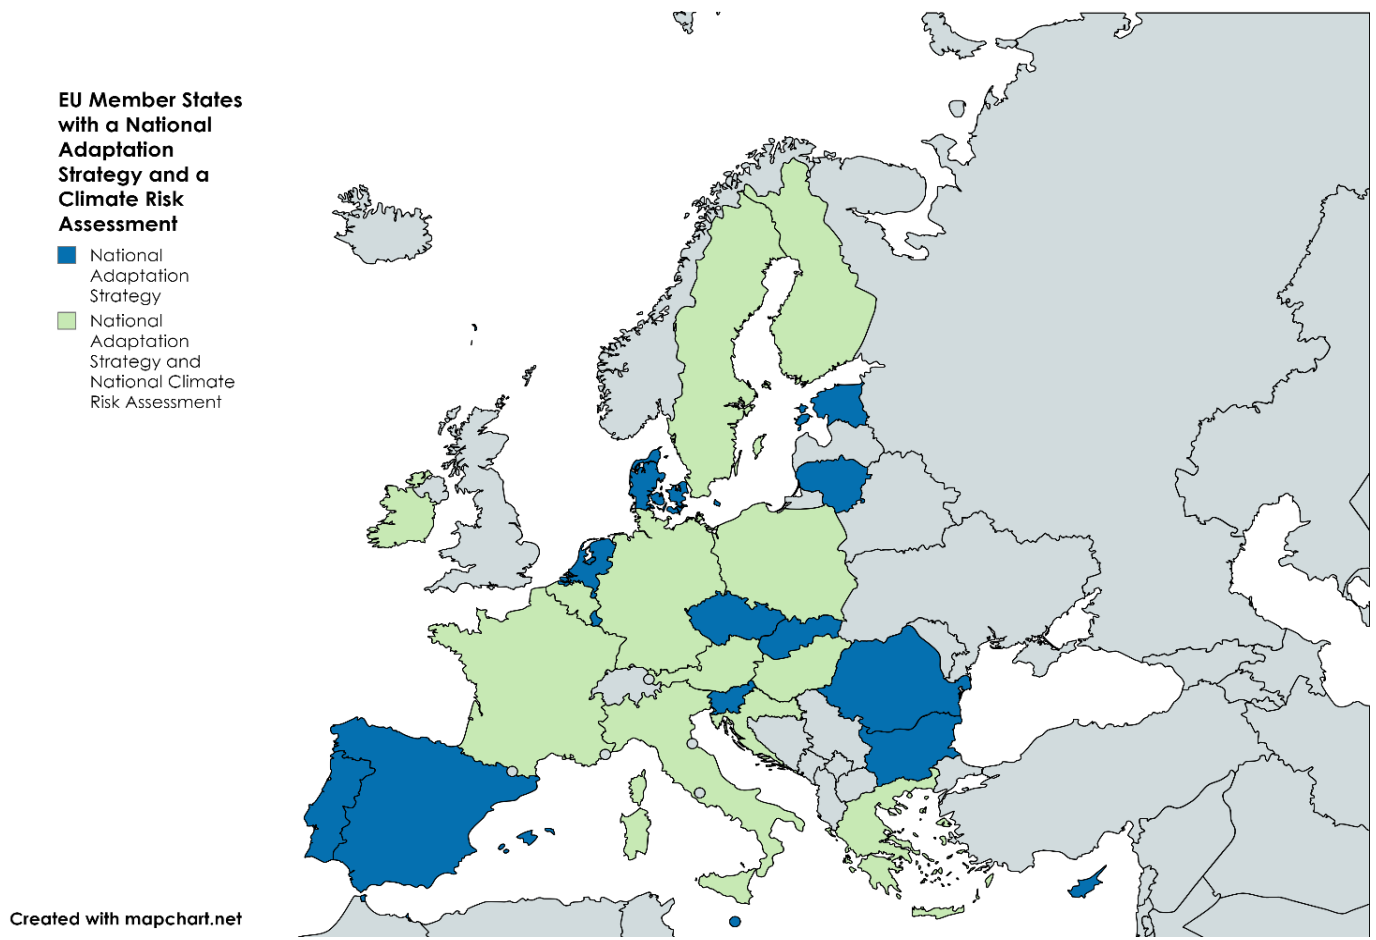 EU Member States
with a National
Adaptation
Strategy and a
Climate Risk
Assessment
National
Adaptation
Strategy
National
Adaptation
Strategy and
National Climate
Risk Assessment
Created with mapchart.net